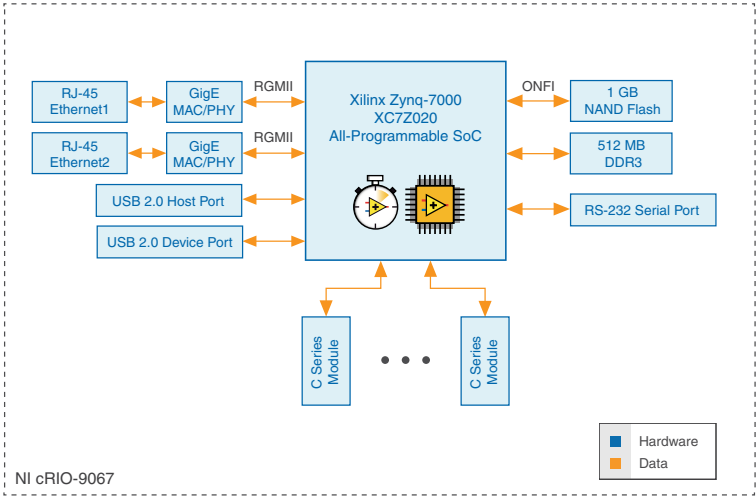 RJ-45
Ethernet1
GigE
MAC/PHY
RGMII
RJ-45
Ethernet2
GigE
MAC/PHY
RGMII
USB 2.0 Host Port
USB 2.0 Device Port
Xilinx Zynq-7000
XC7Z020
All-Programmable SoC
ONFI
1 GB
NAND Flash
512 MB
DDR3
RS-232 Serial Port
C Series
Module
C Series
Module
Hardware
Data
NI cRIO-9067